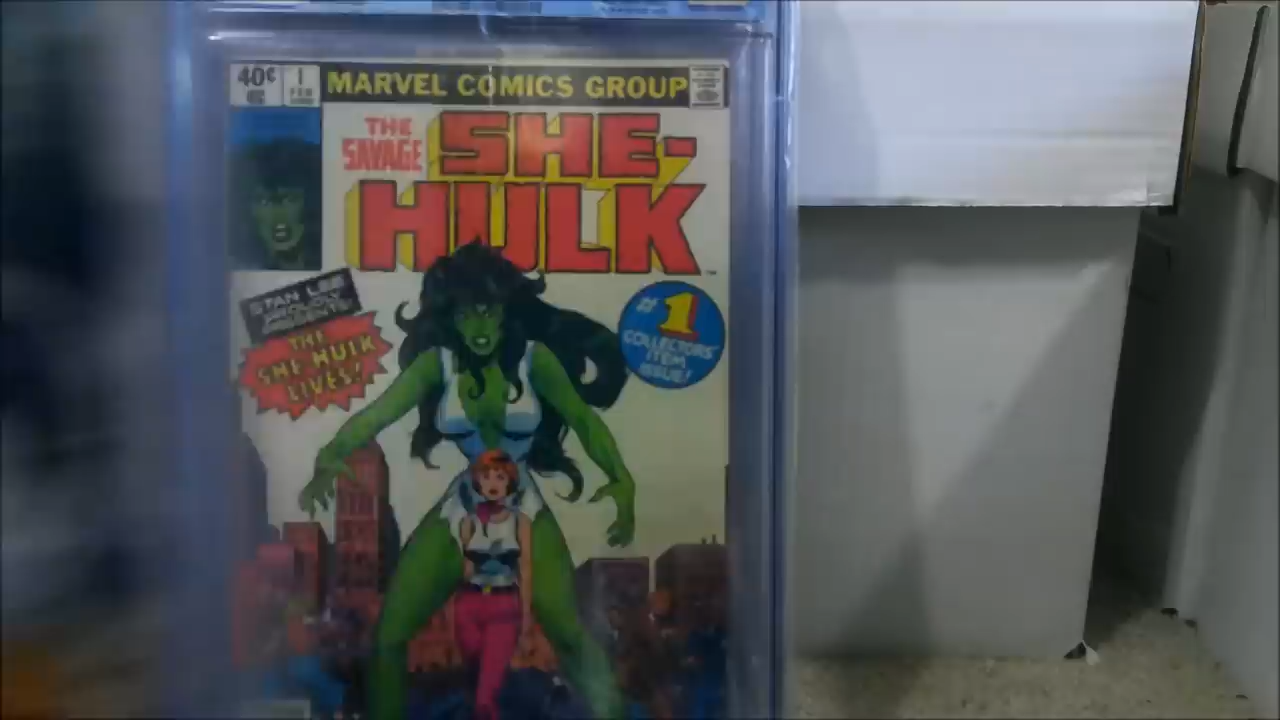 40¢
1
FEB
MARVEL COMICS GROUP
THE
SAVAGE
SHE-
HULK
STAN LEE
PROUDLY
PRESENTS:
THE
SHE-HULK
LIVES!
#1
COLLECTORS'
ITEM
ISSUE!